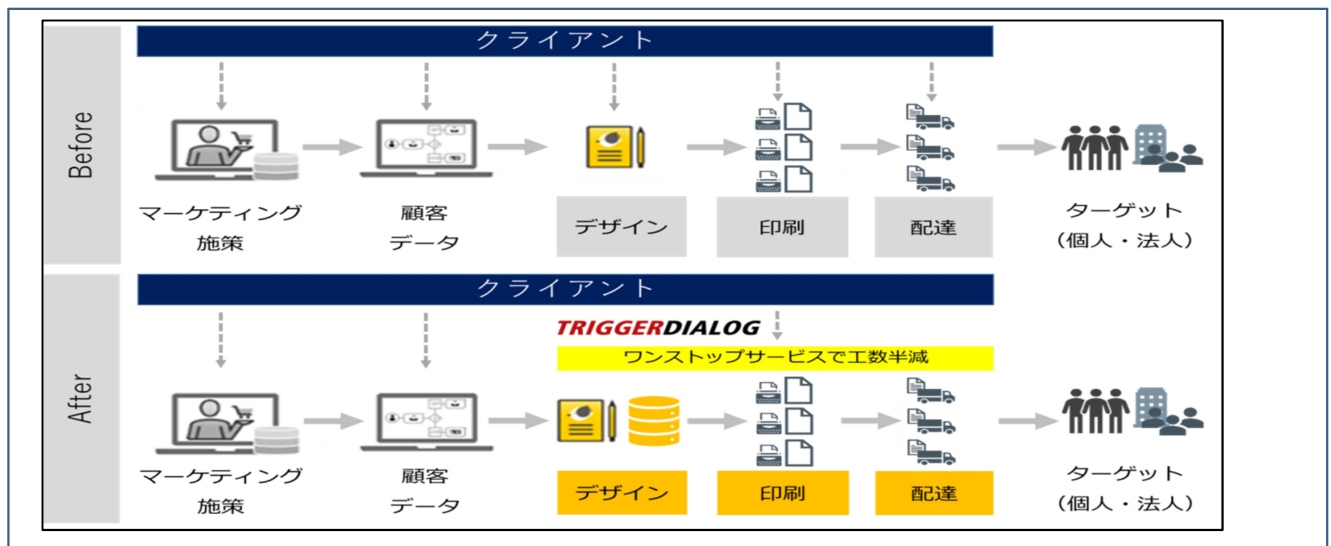 Before
クライアント
マーケティング
施策
顧客
データ
デザイン
印刷
配達
ターゲット
（個人・法人）
After
クライアント
TRIGGERDIALOG
ワンストップサービスで工数半減
マーケティング
施策
顧客
データ
デザイン
印刷
配達
ターゲット
（個人・法人）